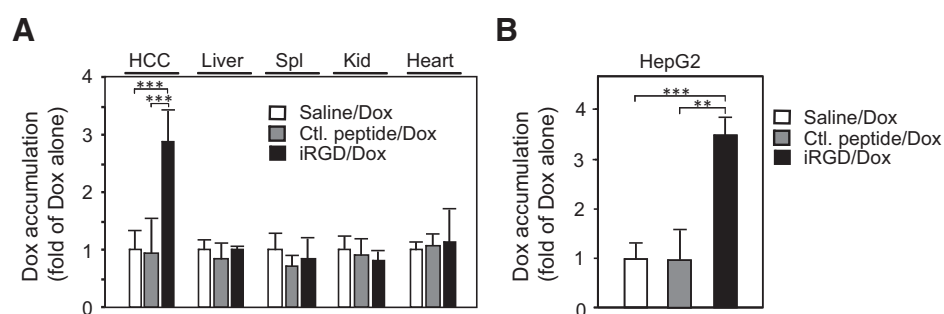 A
HCC Liver Spl Kid Heart
Dox accumulation
(fold of Dox alone)
4
3
2
1
0
***
***
Saline/Dox
Ctl. peptide/Dox
iRGD/Dox
B
HepG2
Dox accumulation
(fold of Dox alone)
4
3
2
1
0
***
**
Saline/Dox
Ctl. peptide/Dox
iRGD/Dox